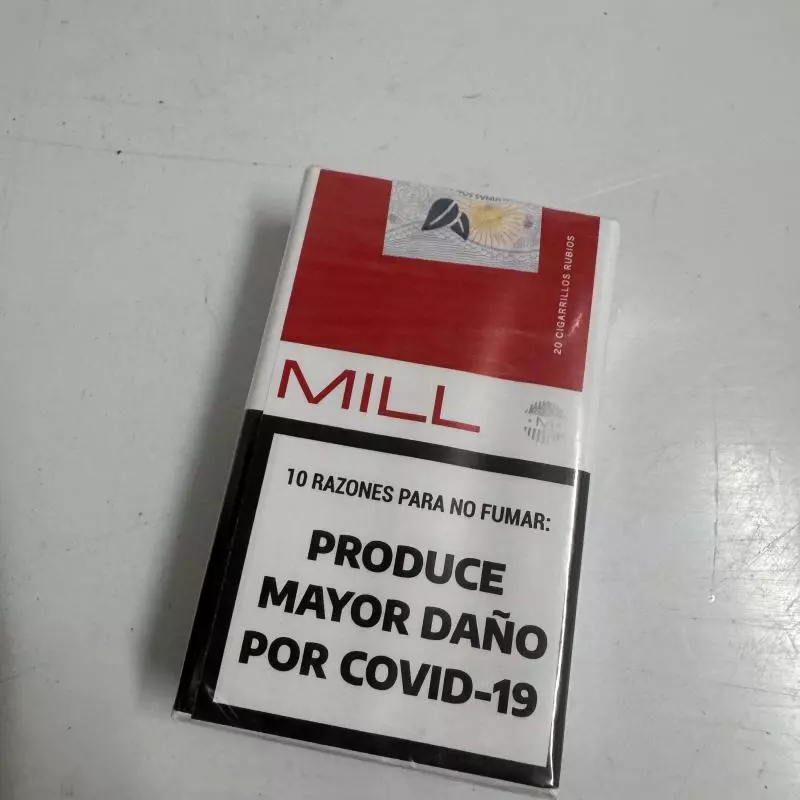 20 CIGARRILLOS RUBIOS
MILL
M
10 RAZONES PARA NO FUMAR:
PRODUCE
MAYOR DAÑO
POR COVID-19